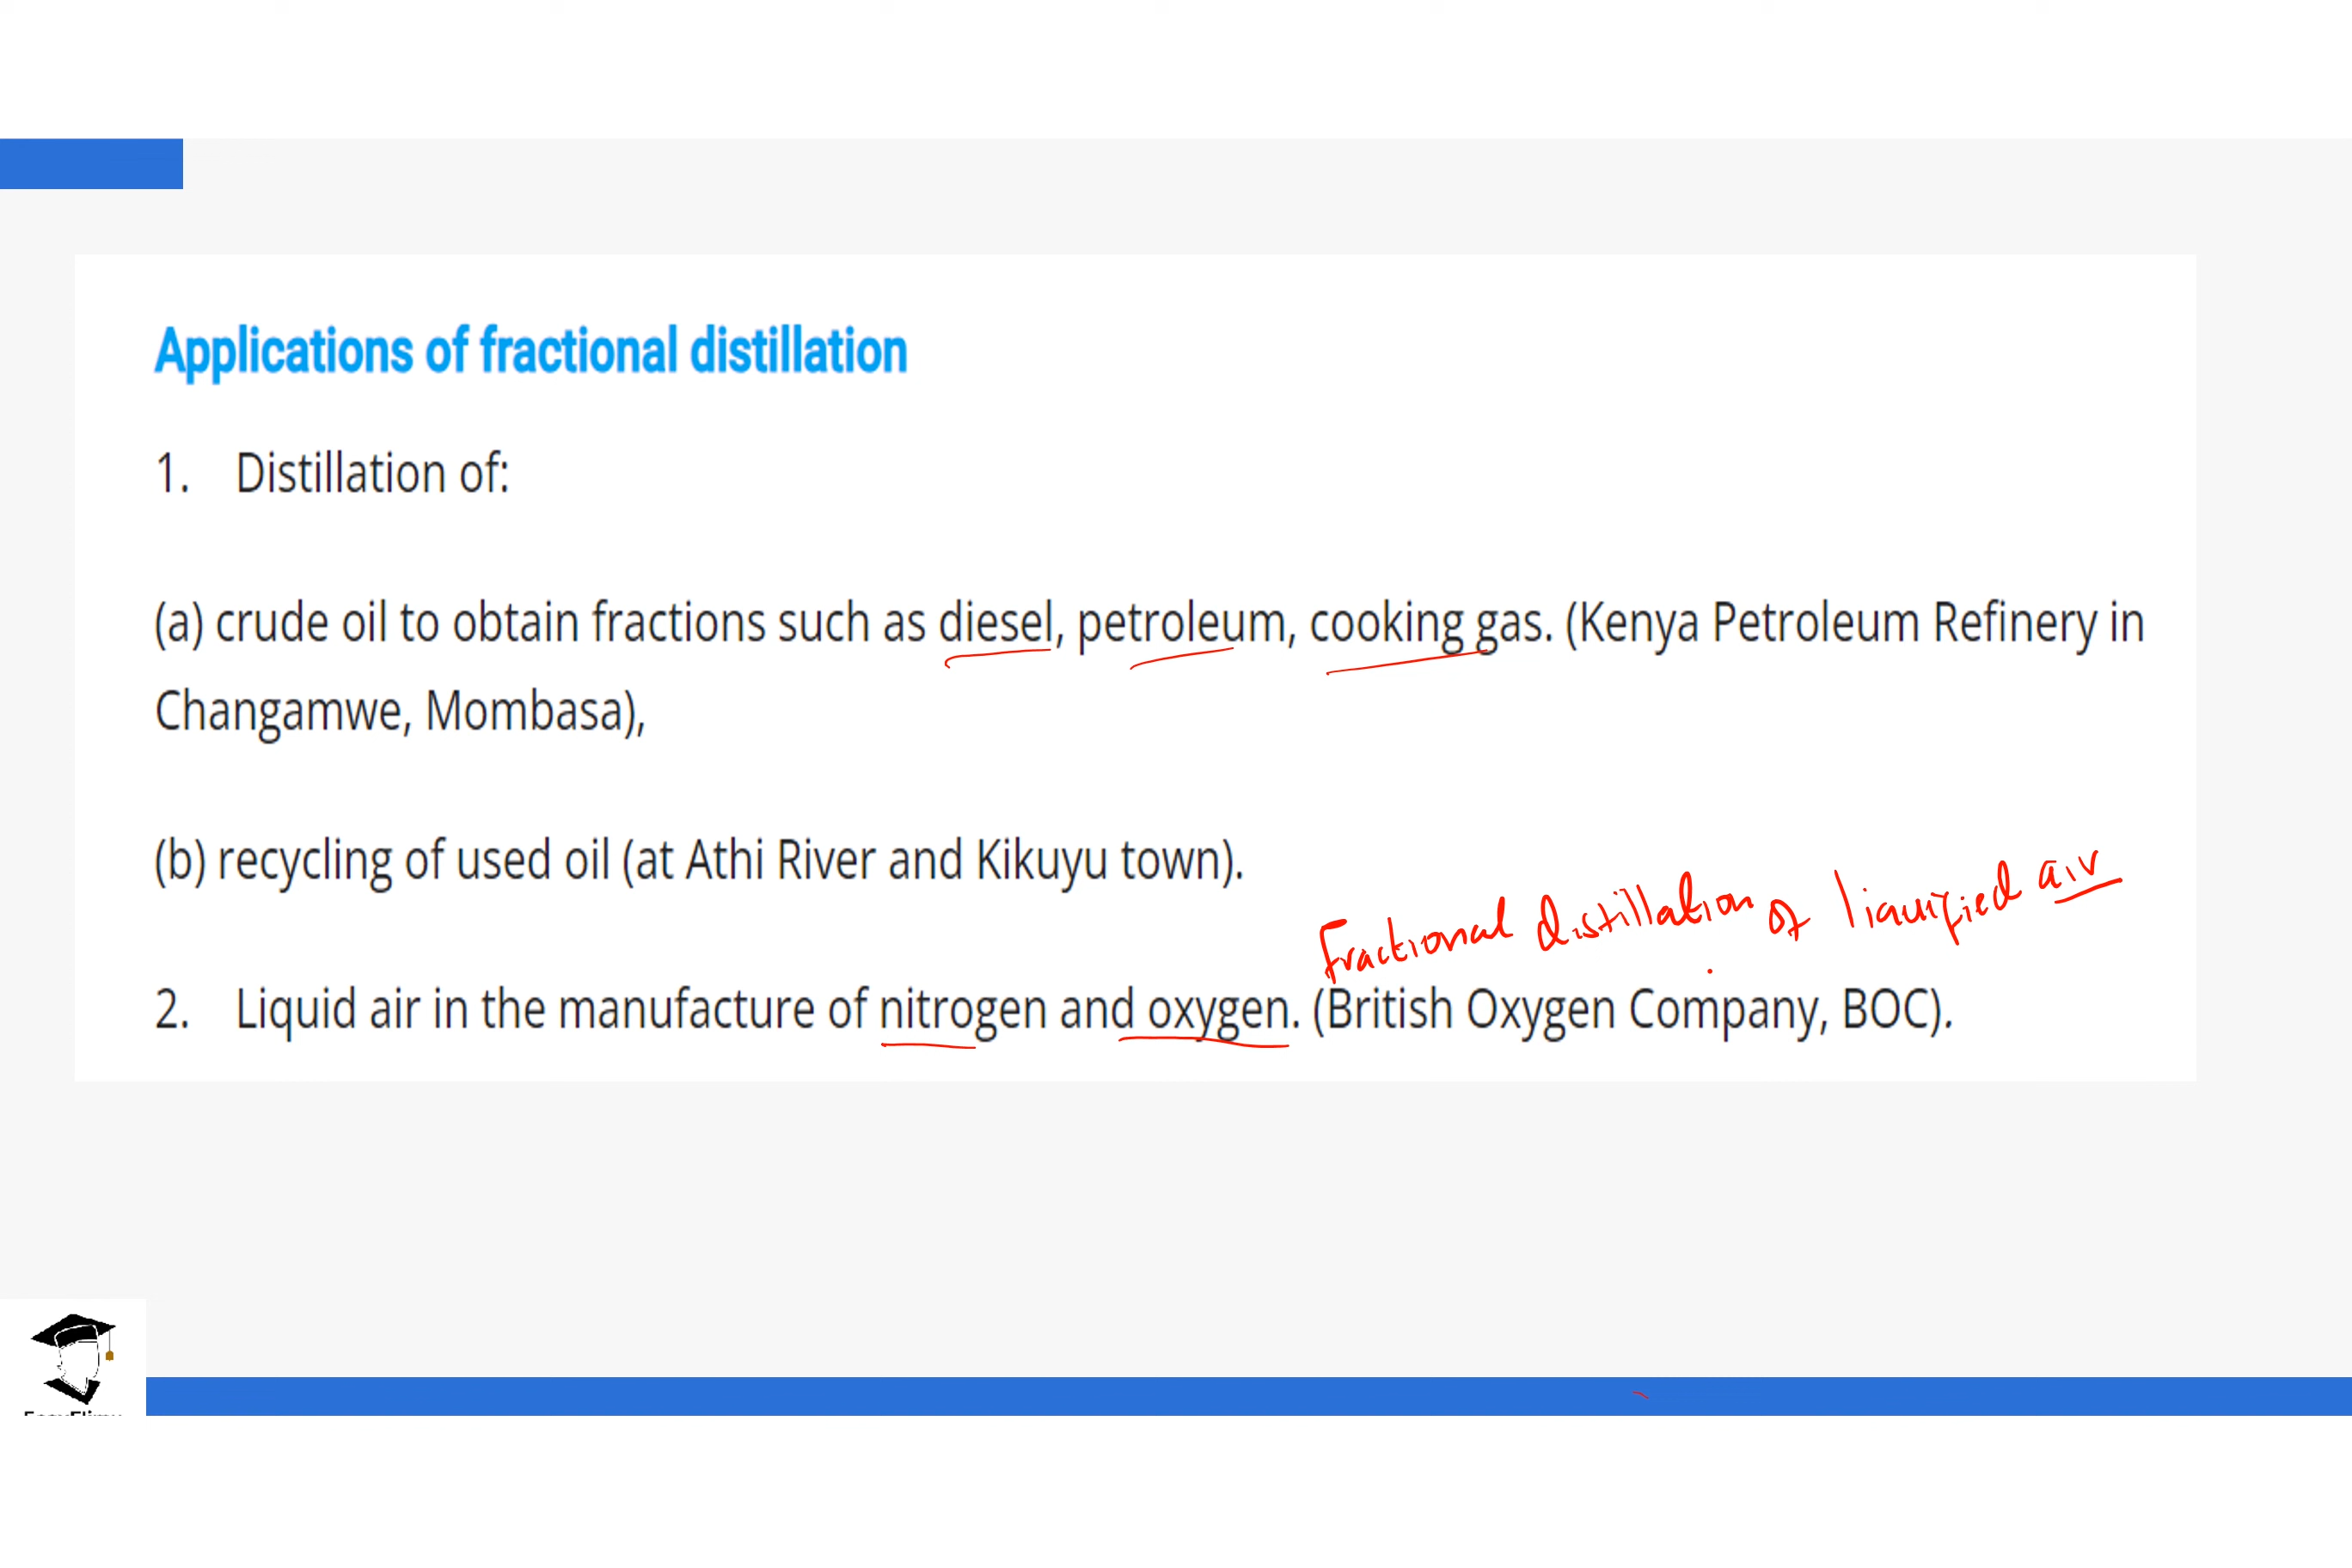 Applications of fractional distillation
1. Distillation of:
(a) crude oil to obtain fractions such as diesel, petroleum, cooking gas. (Kenya Petroleum Refinery in
Changamwe, Mombasa),
(b) recycling of used oil (at Athi River and Kikuyu town).
Fractional distillation of liquified air
2. Liquid air in the manufacture of nitrogen and oxygen. (British Oxygen Company, BOC).